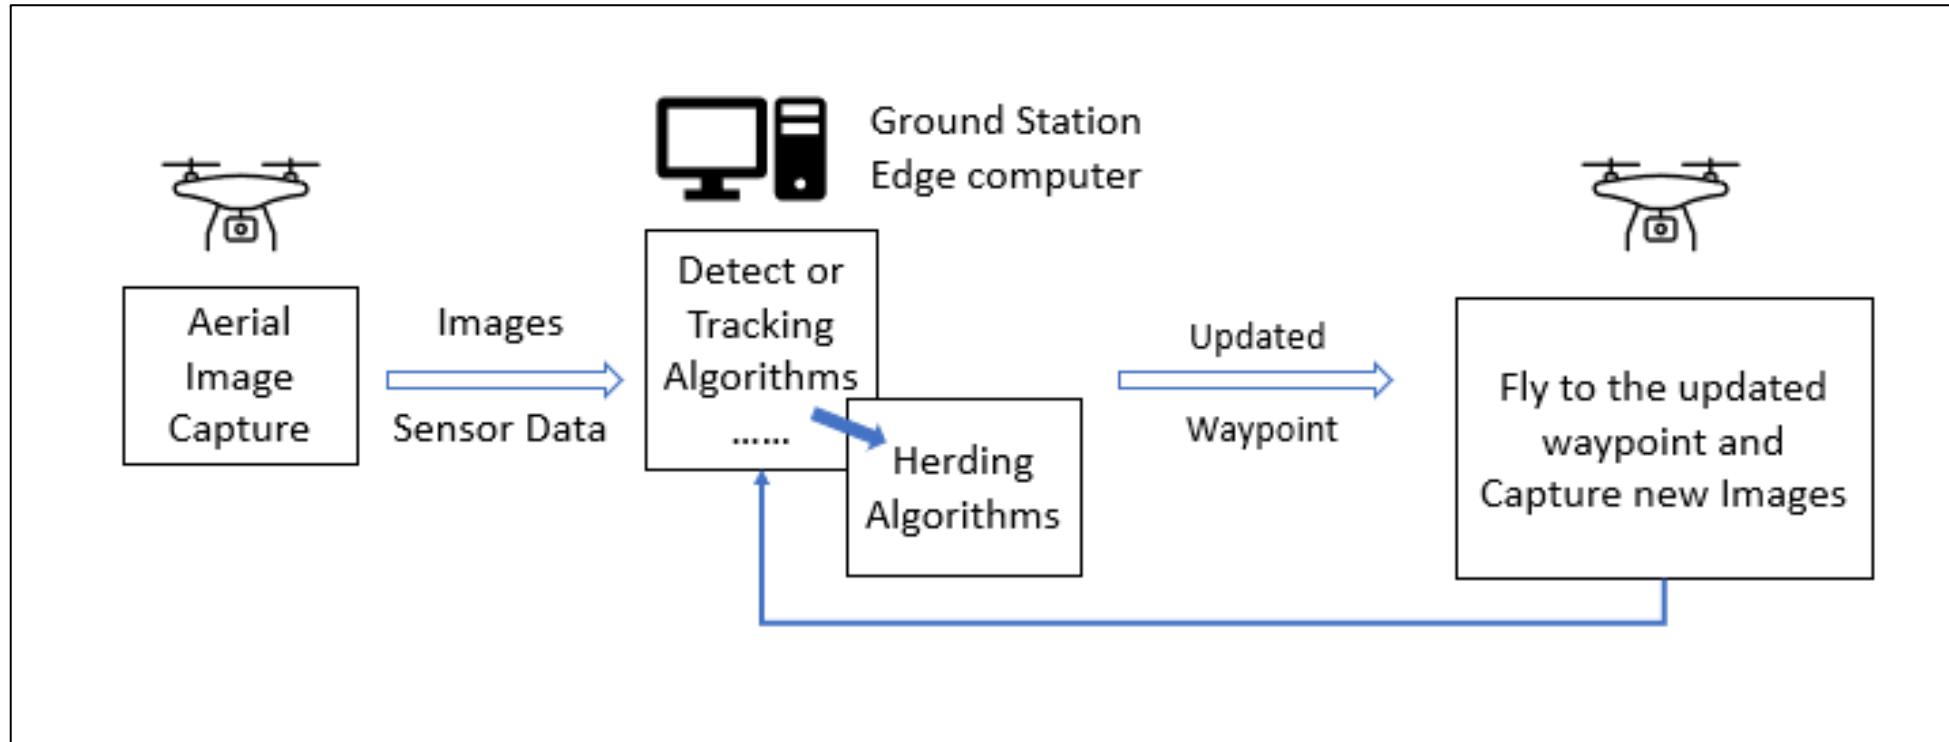 Ground Station
Edge computer
Aerial
Image
Capture
Images
Sensor Data
Detect or
Tracking
Algorithms
......
Herding
Algorithms
Updated
Waypoint
Fly to the updated
waypoint and
Capture new Images